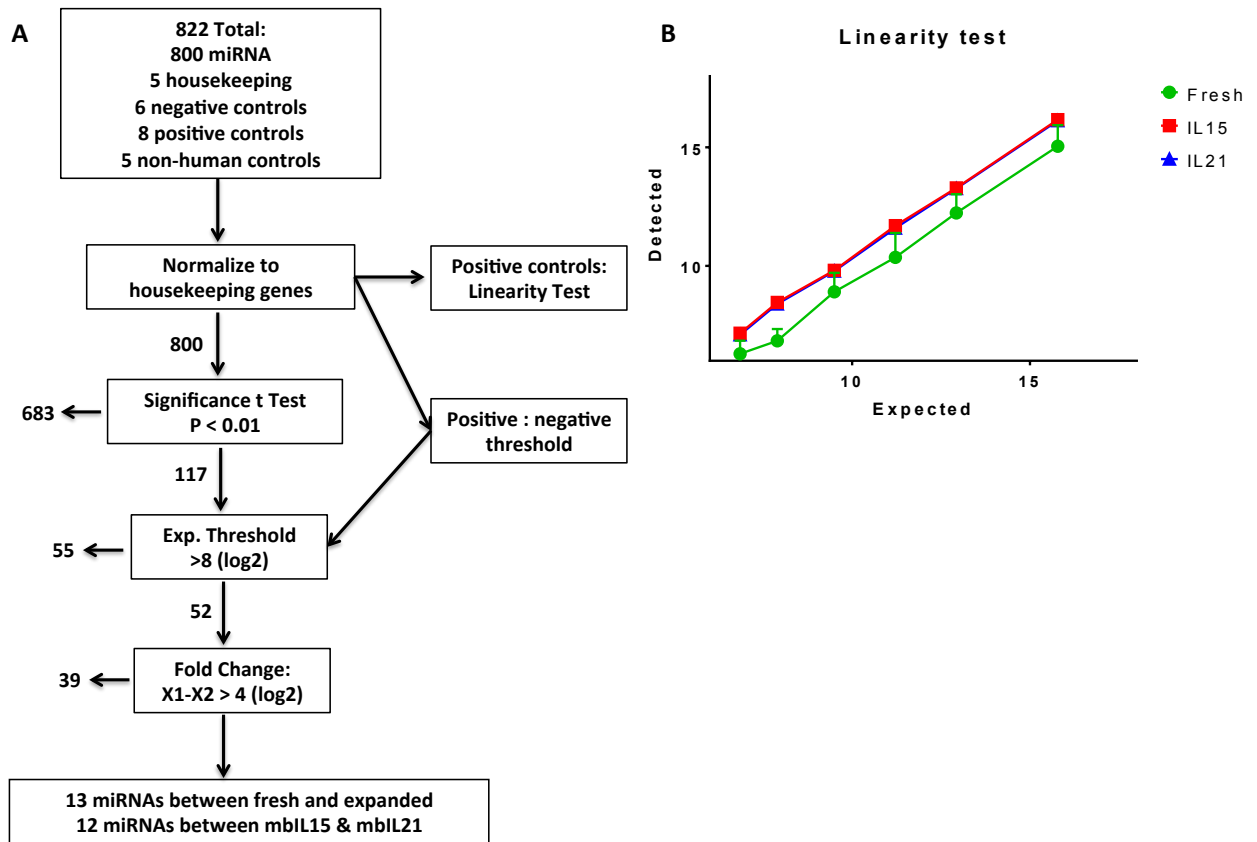 A
822 Total:
800 miRNA
5 housekeeping
6 negative controls
8 positive controls
5 non-human controls
Normalize to
housekeeping genes
Positive controls:
Linearity Test
800
Significance t Test
P < 0.01
683
Positive : negative
threshold
117
Exp. Threshold
>8 (log2)
55
52
Fold Change:
X1-X2 > 4 (log2)
39
13 miRNAs between fresh and expanded
12 miRNAs between mbIL15 & mbIL21
B
Linearity test
Fresh
IL15
IL21
Detected
15
10
10
15
Expected